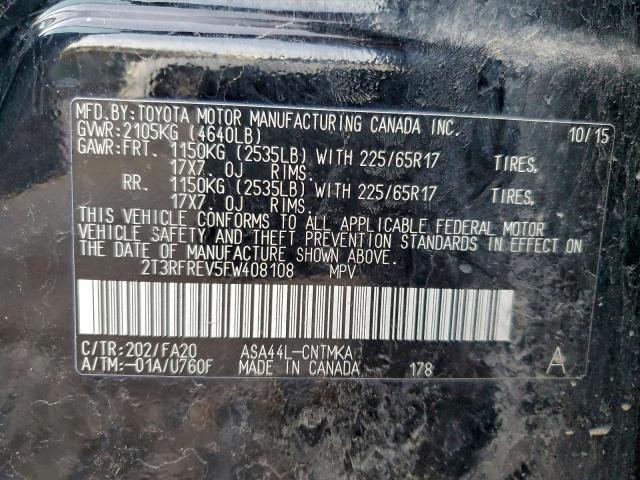 MFD.BY:TOYOTA MOTOR MANUFACTURING CANADA INC. 10/15
GVWR:2105KG (4640LB)
GAWR:FRT. 1150KG (2535LB) WITH 225/65R17 TIRES,
17X7.0J RIMS.
RR. 1150KG (2535LB) WITH 225/65R17 TIRES,
17X7.0J RIMS.
THIS VEHICLE CONFORMS TO ALL APPLICABLE FEDERAL MOTOR
VEHICLE SAFETY AND THEFT PREVENTION STANDARDS IN EFFECT ON
THE DATE OF MANUFACTURE SHOWN ABOVE.
2T3RFREV5FW408108 MPV
C/TR:202/FA20 ASA44L-CNTMKA
A/TM:-01A/U760F MADE IN CANADA 178 A